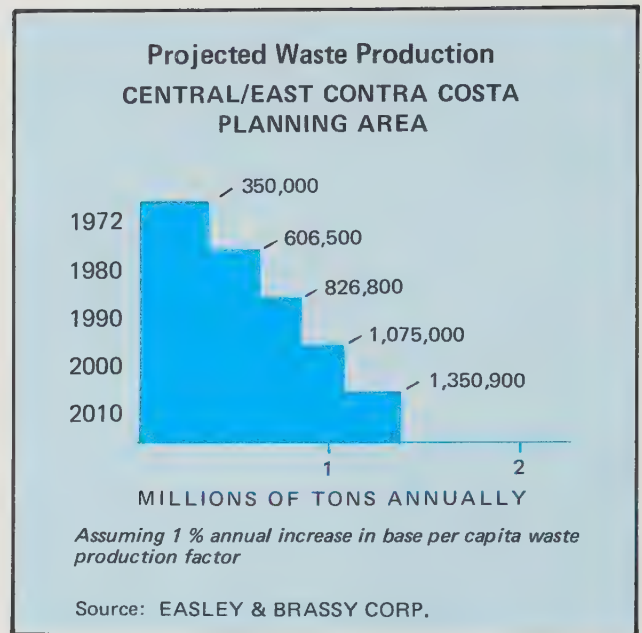 Projected Waste Production
CENTRAL/EAST CONTRA COSTA
PLANNING AREA
350,000
1972
606,500
1980
826,800
1990
1,075,000
2000
1,350,900
2010
1
2
MILLIONS OF TONS ANNUALLY
Assuming 1 % annual increase in base per capita waste
production factor
Source: EASLEY & BRASSY CORP.